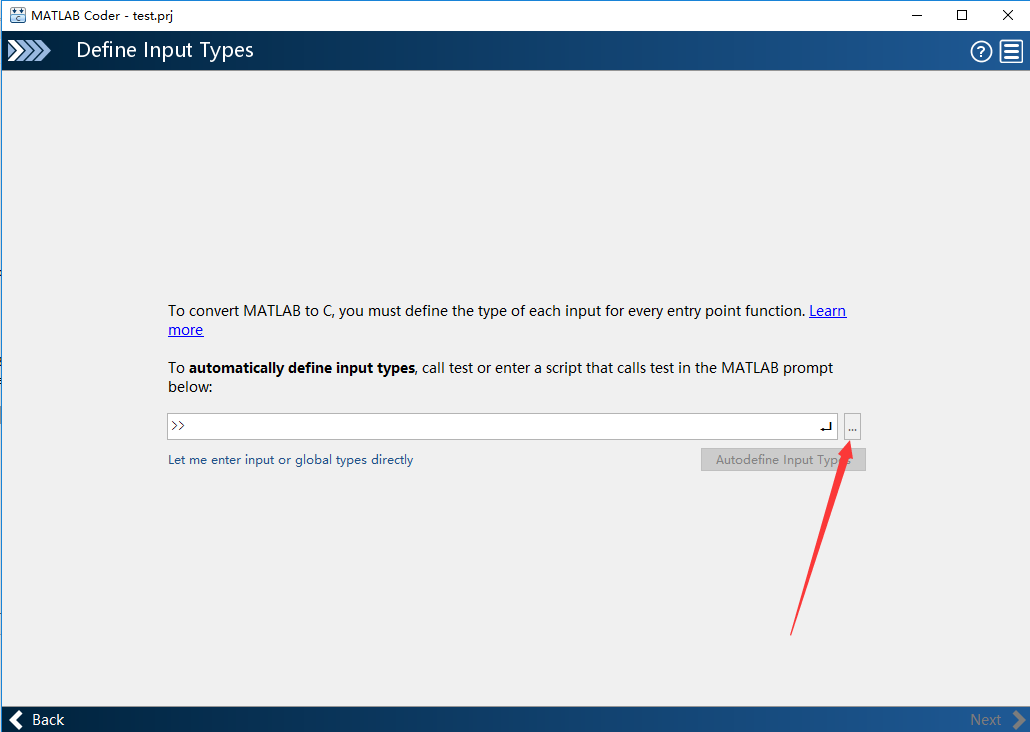 MATLAB Coder - test.prj
Define Input Types
?
To convert MATLAB to C, you must define the type of each input for every entry point function. Learn
more
To automatically define input types, call test or enter a script that calls test in the MATLAB prompt
below:
>>
...
Let me enter input or global types directly
Autodefine Input Types
Back
Next